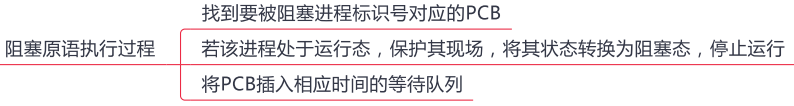 找到要被阻塞进程标识号对应的PCB
阻塞原语执行过程
若该进程处于运行态，保护其现场，将其状态转换为阻塞态，停止运行
将PCB插入相应时间的等待队列